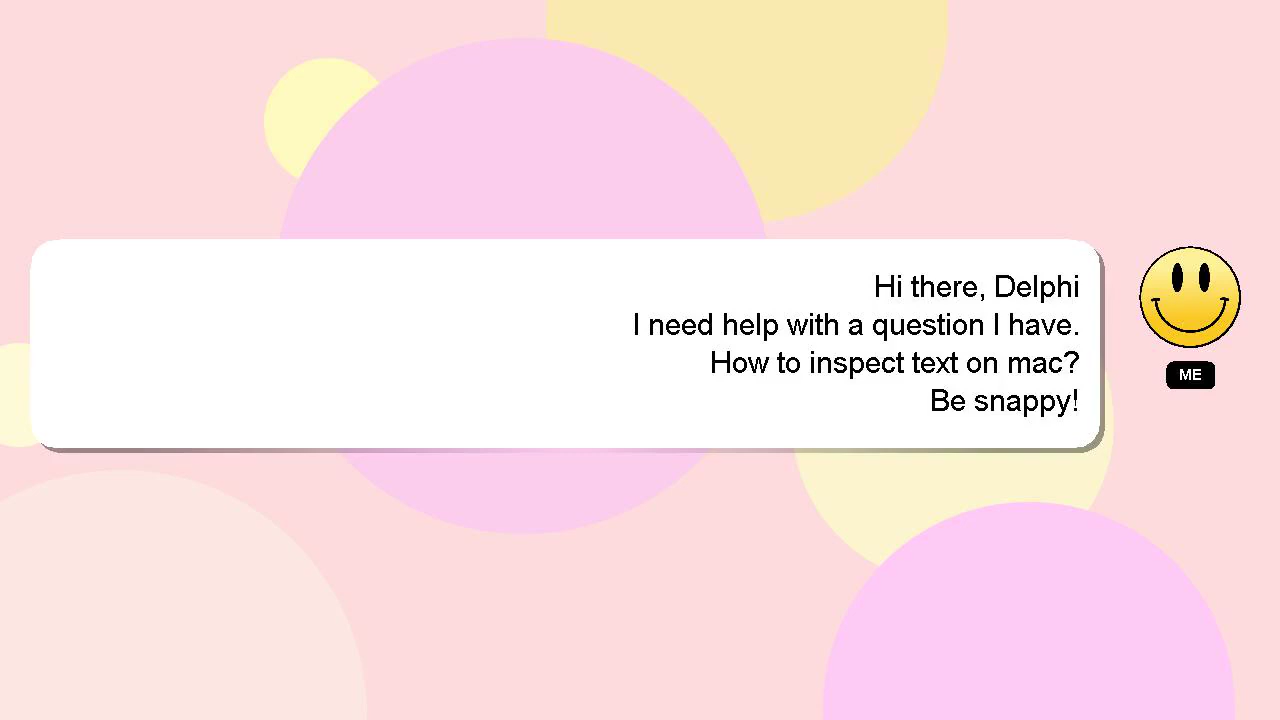 Hi there, Delphi
I need help with a question I have.
How to inspect text on mac?
Be snappy!
ME